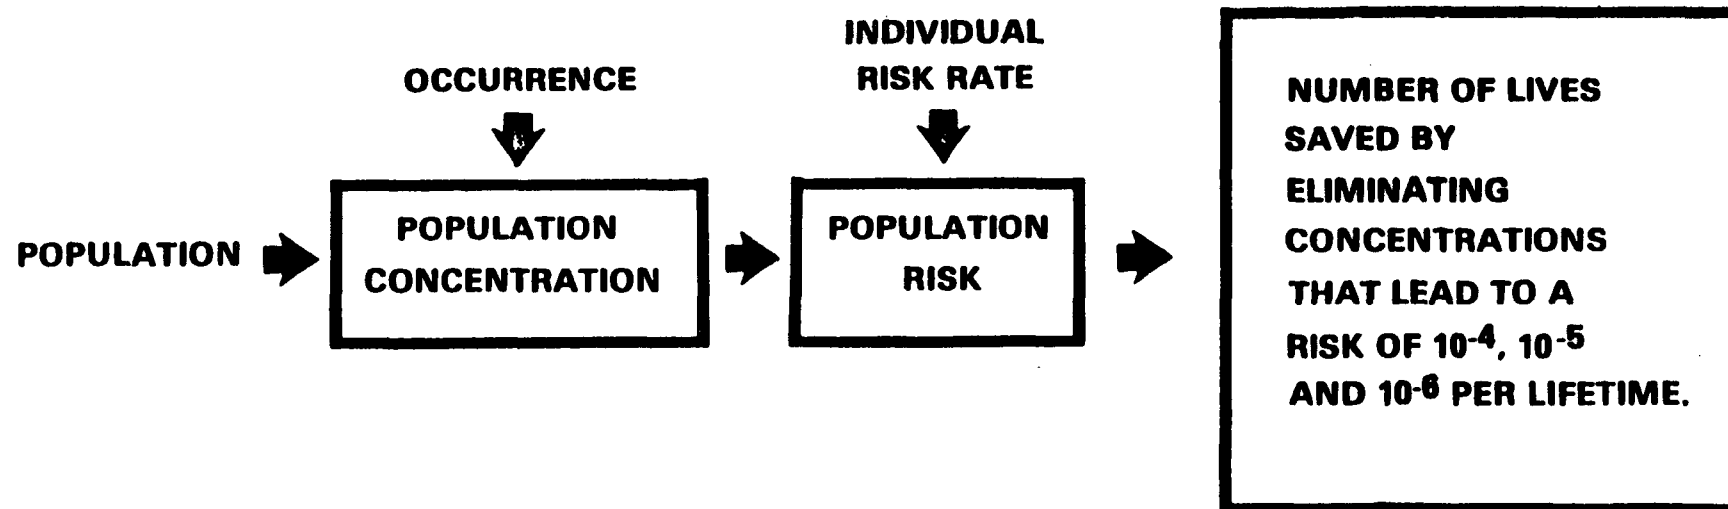 OCCURRENCE
INDIVIDUAL
RISK RATE
POPULATION
POPULATION
CONCENTRATION
POPULATION
RISK
NUMBER OF LIVES
SAVED BY
ELIMINATING
CONCENTRATIONS
THAT LEAD TO A
RISK OF 10⁻⁴, 10⁻⁵
AND 10⁻⁶ PER LIFETIME.